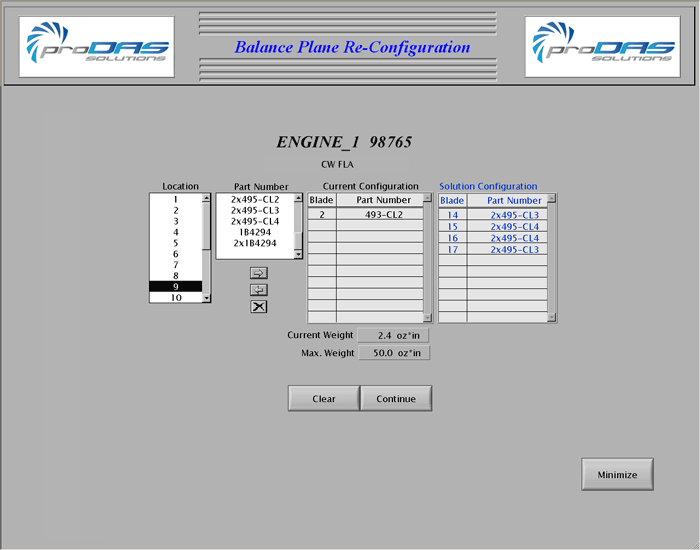 proDAS
SOLUTIONS
Balance Plane Re-Configuration
proDAS
SOLUTIONS
ENGINE_1 98765
CW FLA
Location
1
2
3
4
5
6
7
8
9
10
Part Number
2x495-CL2
2x495-CL3
2x495-CL4
1B4294
2x1B4294
Current Configuration
Blade Part Number
2 493-CL2
Solution Configuration
Blade Part Number
14 2x495-CL3
15 2x495-CL4
16 2x495-CL4
17 2x495-CL3
Current Weight 2.4 oz*in
Max. Weight 50.0 oz*in
Clear
Continue
Minimize